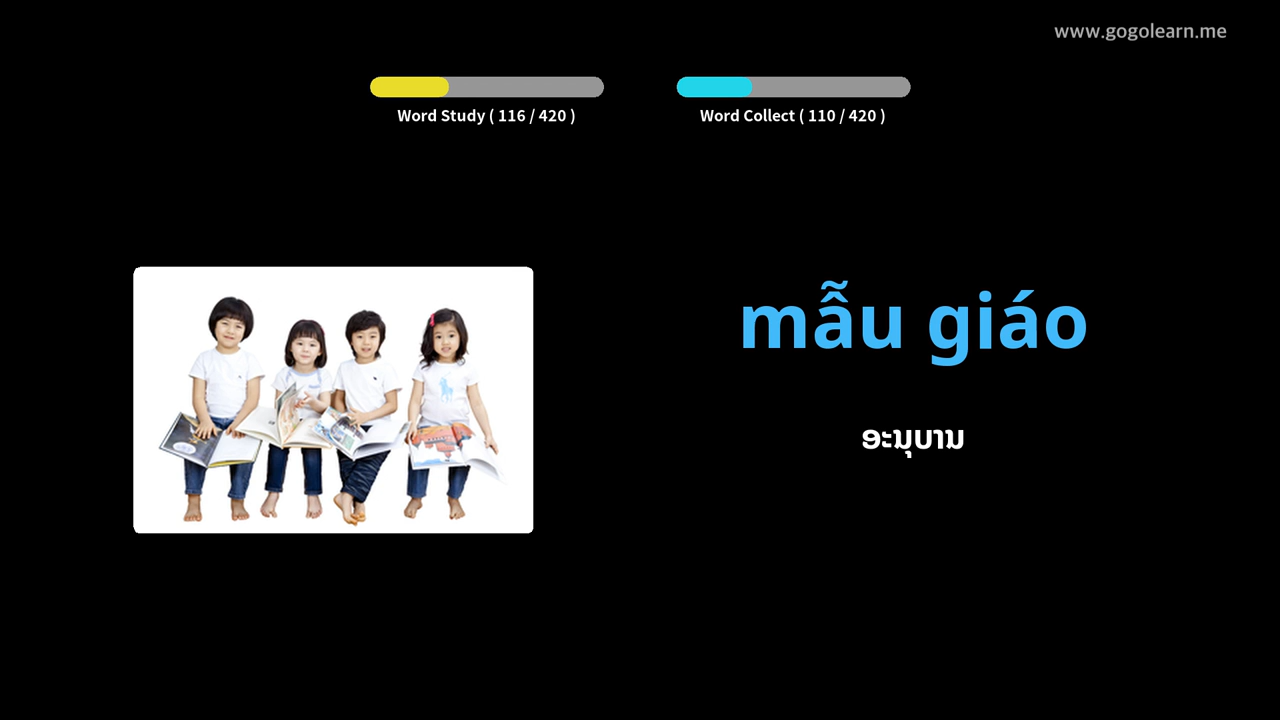 www.gogolearn.me
Word Study ( 116 / 420 )
Word Collect ( 110 / 420 )
mẫu giáo
ອະນຸບານ